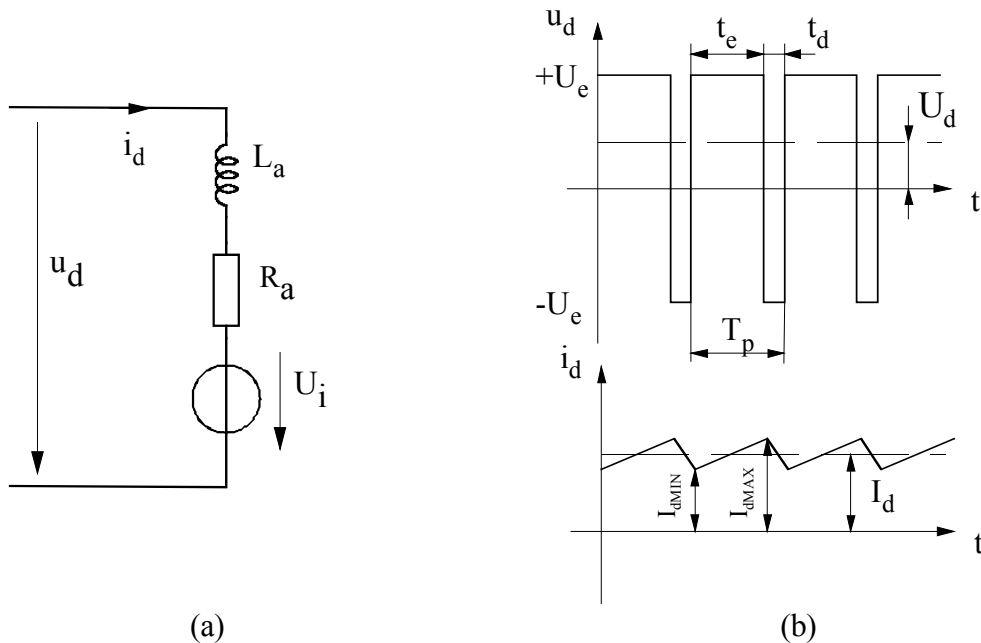 i_d
L_a
u_d
R_a
U_i
(a)
u_d
t_e
t_d
+U_e
U_d
t
-U_e
T_p
i_d
I_dMIN
I_dMAX
I_d
t
(b)